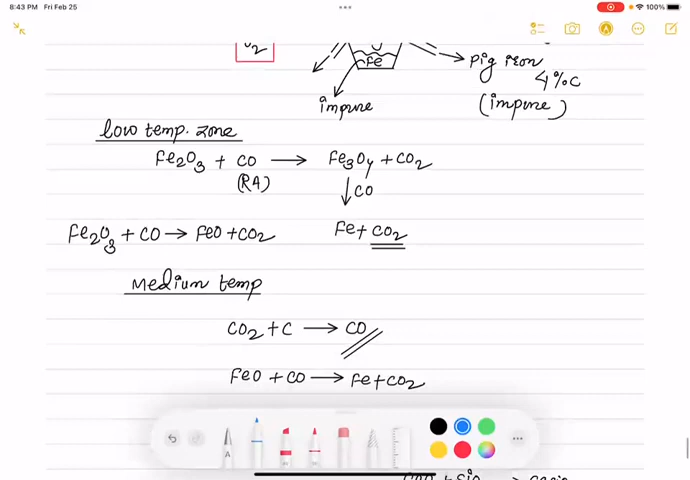 8:43 PM Fri Feb 25
100%
O2
Fe
pig iron
4%C
impure
(impure)
low temp. zone
Fe2O3 + CO → Fe3O4 + CO2
(RA)
↓ CO
Fe2O3 + CO → FeO + CO2
Fe + CO2
Medium temp
CO2 + C → CO
FeO + CO → Fe + CO2
A